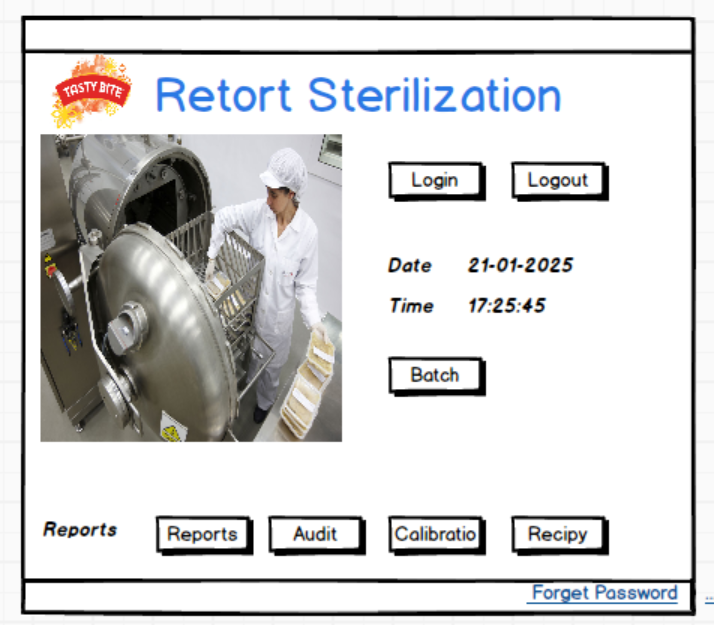 TASTY BITE
Retort Sterilization
Login Logout
Date 21-01-2025
Time 17:25:45
Batch
Reports Reports Audit Calibratio Recipy
Forget Password
..